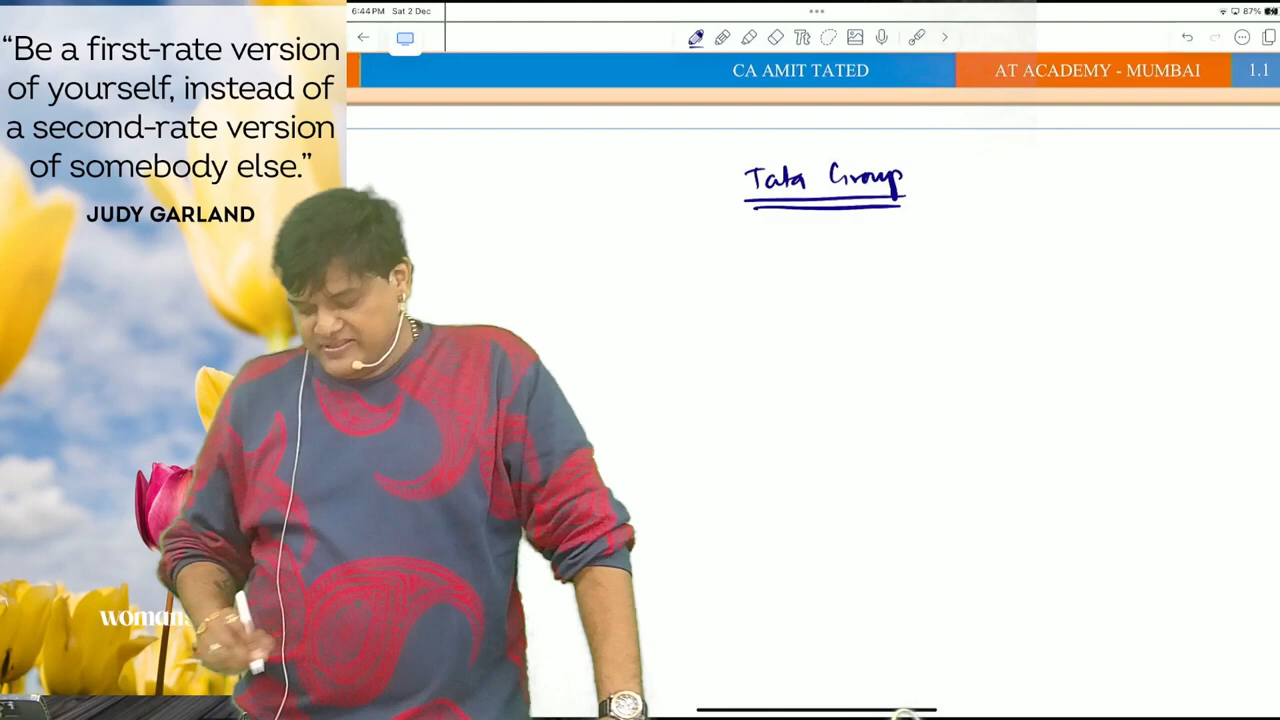 “Be a first-rate version
of yourself, instead of
a second-rate version
of somebody else.”
JUDY GARLAND
6:44 PM Sat 2 Dec
87%
CA AMIT TATED
AT ACADEMY - MUMBAI
1.1
Tata Group